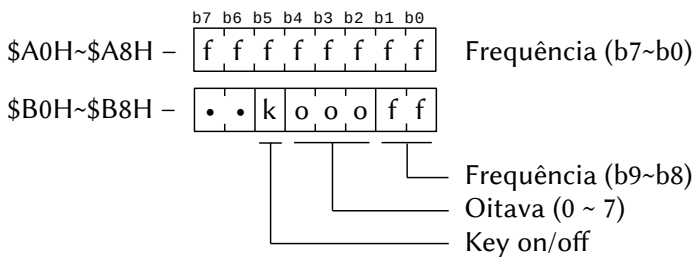 b7 b6 b5 b4 b3 b2 b1 b0
$A0H~$A8H – f f f f f f f f Frequência (b7~b0)
$B0H~$B8H – • • k o o o f f
Frequência (b9~b8)
Oitava (0 ~ 7)
Key on/off